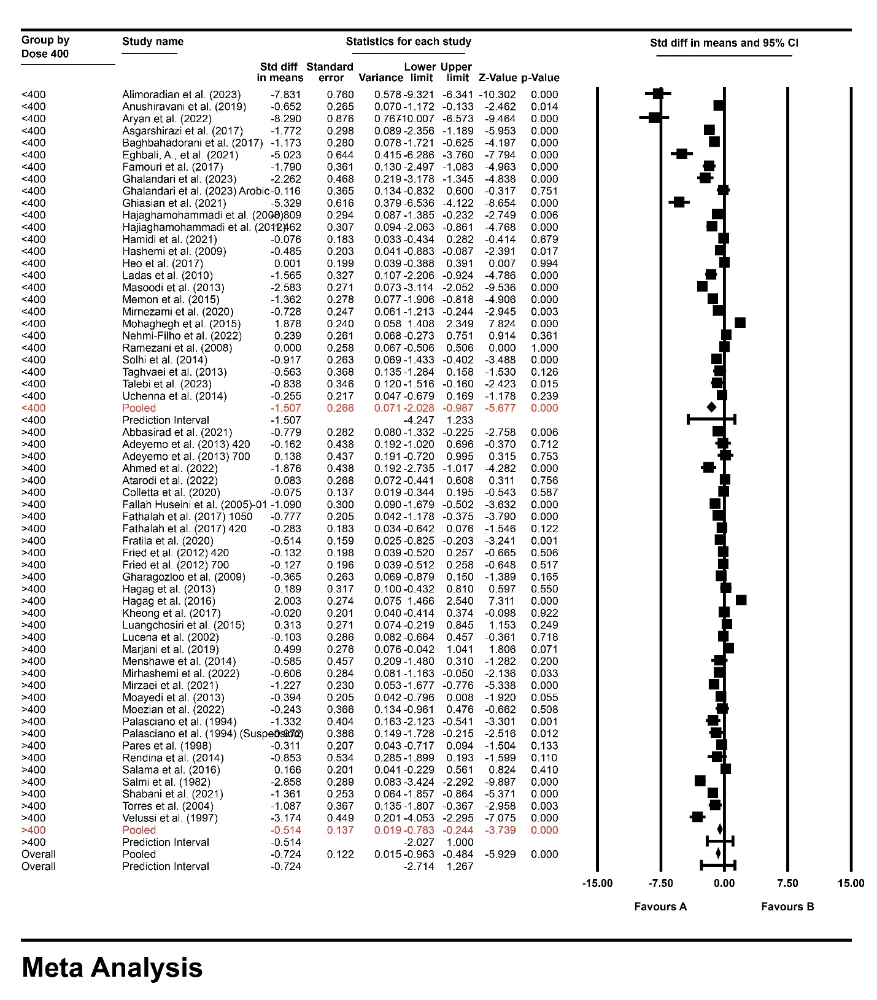 Group by Study name Statistics for each study Std diff in means and 95% CI
Dose 400
Std diff Standard Lower Upper
in means error Variance limit limit Z-Value p-Value
<400 Alimoradian et al. (2023) -7.831 0.760 0.578 -9.321 -6.341 -10.302 0.000
<400 Anushiravani et al. (2019) -0.652 0.265 0.070 -1.172 -0.133 -2.462 0.014
<400 Aryan et al. (2022) -8.290 0.876 0.767 -10.007 -6.573 -9.464 0.000
<400 Asgarshirazi et al. (2017) -1.772 0.298 0.089 -2.356 -1.189 -5.953 0.000
<400 Baghbahadorani et al. (2017) -1.173 0.280 0.078 -1.721 -0.625 -4.197 0.000
<400 Eghbali, A., et al. (2021) -5.023 0.644 0.415 -6.286 -3.760 -7.794 0.000
<400 Famouri et al. (2017) -1.790 0.361 0.130 -2.497 -1.083 -4.963 0.000
<400 Ghalandari et al. (2023) -2.262 0.468 0.219 -3.178 -1.345 -4.838 0.000
<400 Ghalandari et al. (2023) Arobic -0.116 0.365 0.134 -0.832 0.600 -0.317 0.751
<400 Ghiasian et al. (2021) -5.329 0.616 0.379 -6.536 -4.122 -8.654 0.000
<400 Hajaghamohammadi et al. (2008) -0.809 0.294 0.087 -1.385 -0.232 -2.749 0.006
<400 Hajiaghamohammadi et al. (2012) -1.462 0.307 0.094 -2.063 -0.861 -4.768 0.000
<400 Hamidi et al. (2021) -0.076 0.183 0.033 -0.434 0.282 -0.414 0.679
<400 Hashemi et al. (2009) -0.485 0.203 0.041 -0.883 -0.087 -2.391 0.017
<400 Heo et al. (2017) 0.001 0.199 0.039 -0.388 0.391 0.007 0.994
<400 Ladas et al. (2010) -1.565 0.327 0.107 -2.206 -0.924 -4.786 0.000
<400 Masoodi et al. (2013) -2.583 0.271 0.073 -3.114 -2.052 -9.536 0.000
<400 Memon et al. (2015) -1.362 0.278 0.077 -1.906 -0.818 -4.906 0.000
<400 Mirnezami et al. (2020) -0.728 0.247 0.061 -1.213 -0.244 -2.945 0.003
<400 Mohaghegh et al. (2015) 1.878 0.240 0.058 1.408 2.349 7.824 0.000
<400 Nehmi-Filho et al. (2022) 0.239 0.261 0.068 -0.273 0.751 0.914 0.361
<400 Ramezani et al. (2008) 0.000 0.258 0.067 -0.506 0.506 0.000 1.000
<400 Solhi et al. (2014) -0.917 0.263 0.069 -1.433 -0.402 -3.488 0.000
<400 Taghvaei et al. (2013) -0.563 0.368 0.135 -1.284 0.158 -1.530 0.126
<400 Talebi et al. (2023) -0.838 0.346 0.120 -1.516 -0.160 -2.423 0.015
<400 Uchenna et al. (2014) -0.255 0.217 0.047 -0.679 0.169 -1.178 0.239
<400 Pooled -1.507 0.266 0.071 -2.028 -0.987 -5.677 0.000
<400 Prediction Interval -1.507 -4.247 1.233
>400 Abbasirad et al. (2021) -0.779 0.282 0.080 -1.332 -0.225 -2.758 0.006
>400 Adeyemo et al. (2013) 420 -0.162 0.438 0.192 -1.020 0.696 -0.370 0.712
>400 Adeyemo et al. (2013) 700 0.138 0.437 0.191 -0.720 0.995 0.315 0.753
>400 Ahmed et al. (2022) -1.876 0.438 0.192 -2.735 -1.017 -4.282 0.000
>400 Atarodi et al. (2022) 0.083 0.268 0.072 -0.441 0.608 0.311 0.756
>400 Colletta et al. (2020) -0.075 0.137 0.019 -0.344 0.195 -0.543 0.587
>400 Fallah Huseini et al. (2005)-01 -1.090 0.300 0.090 -1.679 -0.502 -3.632 0.000
>400 Fathalah et al. (2017) 1050 -0.777 0.205 0.042 -1.178 -0.375 -3.790 0.000
>400 Fathalah et al. (2017) 420 -0.283 0.183 0.034 -0.642 0.076 -1.546 0.122
>400 Fratila et al. (2020) -0.514 0.159 0.025 -0.825 -0.203 -3.241 0.001
>400 Fried et al. (2012) 420 -0.132 0.198 0.039 -0.520 0.257 -0.665 0.506
>400 Fried et al. (2012) 700 -0.127 0.196 0.039 -0.512 0.258 -0.648 0.517
>400 Gharagozloo et al. (2009) -0.365 0.263 0.069 -0.879 0.150 -1.389 0.165
>400 Hagag et al. (2013) 0.189 0.317 0.100 -0.432 0.810 0.597 0.550
>400 Hagag et al. (2016) 2.003 0.274 0.075 1.466 2.540 7.311 0.000
>400 Kheong et al. (2017) -0.020 0.201 0.040 -0.414 0.374 -0.098 0.922
>400 Luangchosiri et al. (2015) 0.313 0.271 0.074 -0.219 0.845 1.153 0.249
>400 Lucena et al. (2002) -0.103 0.286 0.082 -0.664 0.457 -0.361 0.718
>400 Marjani et al. (2019) 0.499 0.276 0.076 -0.042 1.041 1.806 0.071
>400 Menshawe et al. (2014) -0.585 0.457 0.209 -1.480 0.310 -1.282 0.200
>400 Mirhashemi et al. (2022) -0.606 0.284 0.081 -1.163 -0.050 -2.136 0.033
>400 Mirzaei et al. (2021) -1.227 0.230 0.053 -1.677 -0.776 -5.338 0.000
>400 Moayedi et al. (2013) -0.394 0.205 0.042 -0.796 0.008 -1.920 0.055
>400 Moezian et al. (2022) -0.243 0.366 0.134 -0.961 0.476 -0.662 0.508
>400 Palasciano et al. (1994) -1.332 0.404 0.163 -2.123 -0.541 -3.301 0.001
>400 Palasciano et al. (1994) (Suspension) -0.972 0.386 0.149 -1.728 -0.215 -2.516 0.012
>400 Pares et al. (1998) -0.311 0.207 0.043 -0.717 0.094 -1.504 0.133
>400 Rendina et al. (2014) -0.853 0.534 0.285 -1.899 0.193 -1.599 0.110
>400 Salama et al. (2016) 0.166 0.201 0.041 -0.229 0.561 0.824 0.410
>400 Salmi et al. (1982) -2.858 0.289 0.083 -3.424 -2.292 -9.897 0.000
>400 Shabani et al. (2021) -1.361 0.253 0.064 -1.857 -0.864 -5.371 0.000
>400 Torres et al. (2004) -1.087 0.367 0.135 -1.807 -0.367 -2.958 0.003
>400 Velussi et al. (1997) -3.174 0.449 0.201 -4.053 -2.295 -7.075 0.000
>400 Pooled -0.514 0.137 0.019 -0.783 -0.244 -3.739 0.000
>400 Prediction Interval -0.514 -2.027 1.000
Overall Pooled -0.724 0.122 0.015 -0.963 -0.484 -5.929 0.000
Overall Prediction Interval -0.724 -2.714 1.267
-15.00 -7.50 0.00 7.50 15.00
Favours A Favours B
Meta Analysis